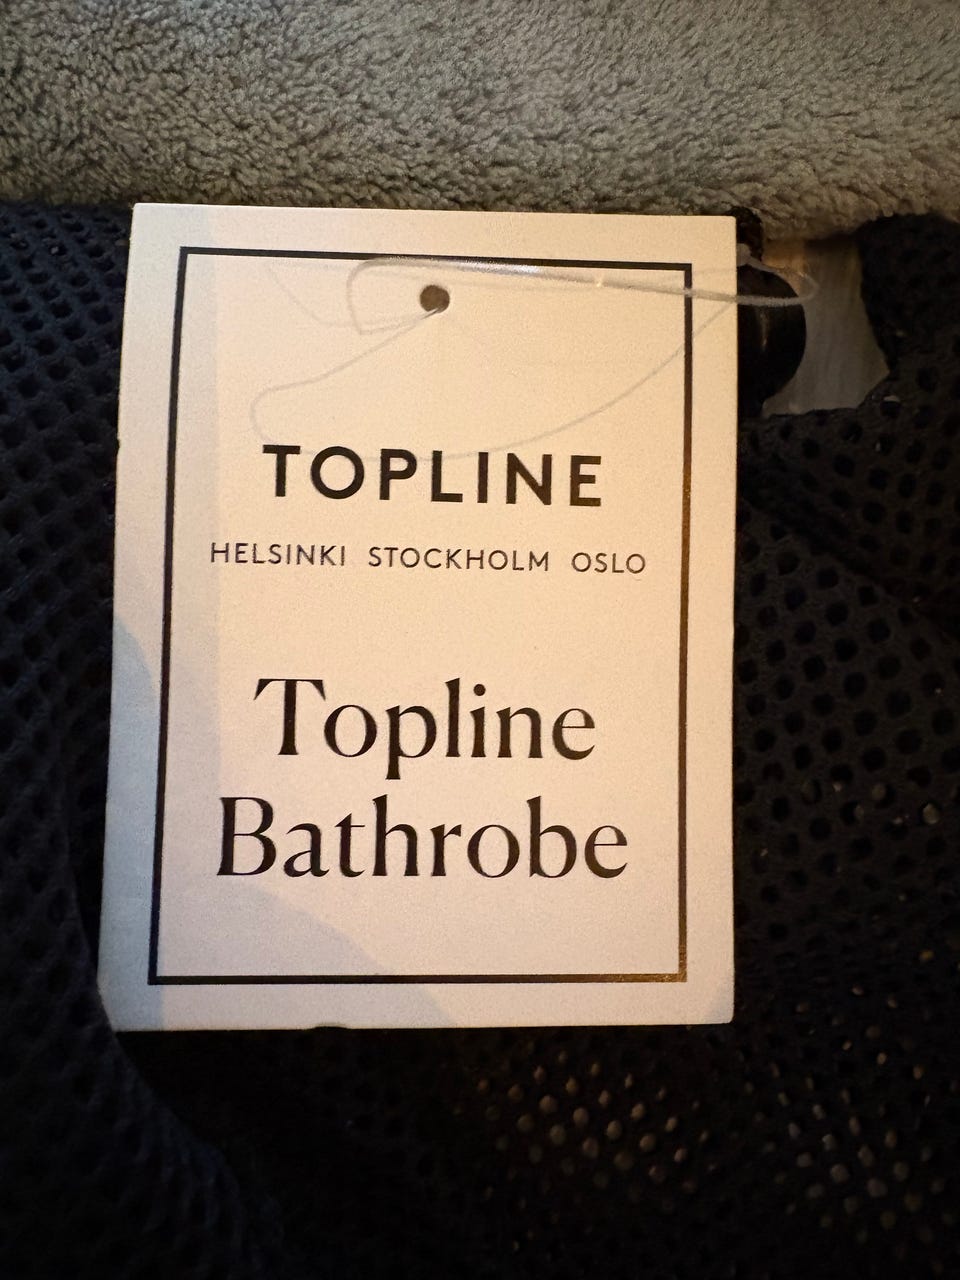 TOPLINE
HELSINKI STOCKHOLM OSLO
Topline
Bathrobe